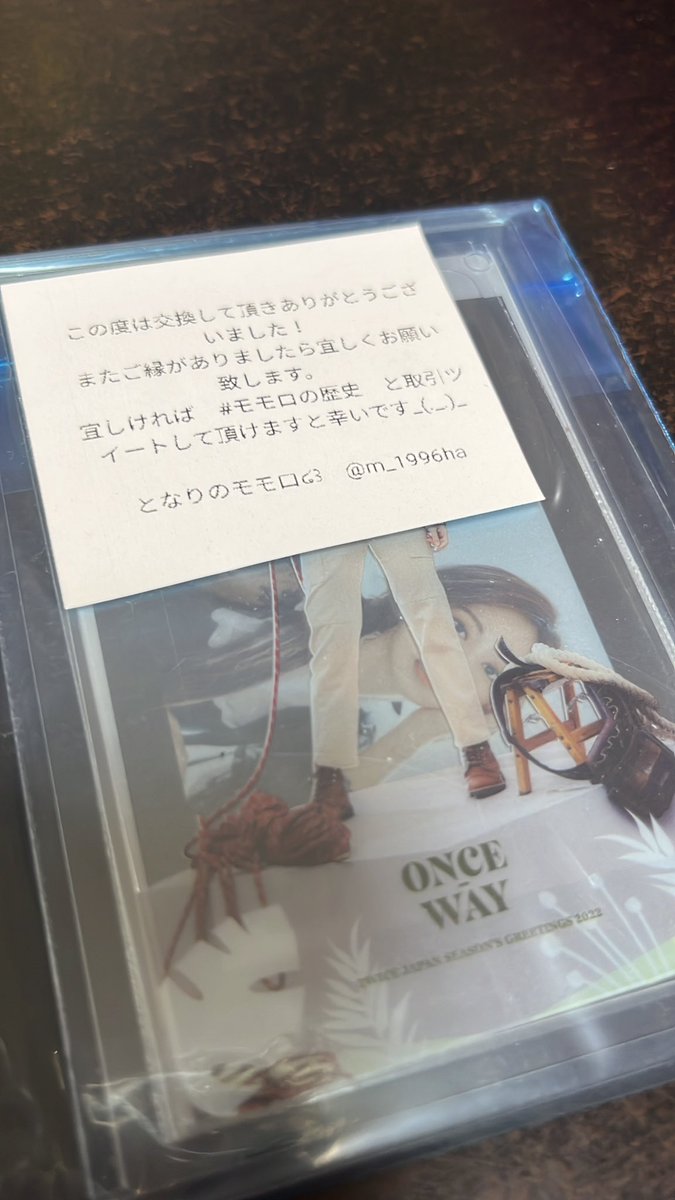 この度は交換して頂きありがとうござ
いました！
またご縁がありましたら宜しくお願い
致します。
宜しければ　#モモロの歴史　と取引ツ
イートして頂けますと幸いです_(._.)_
となりのモモロ໒꒱　@m_1996ha
ONCE
-
WAY
TWICE JAPAN SEASON'S GREETINGS 2022